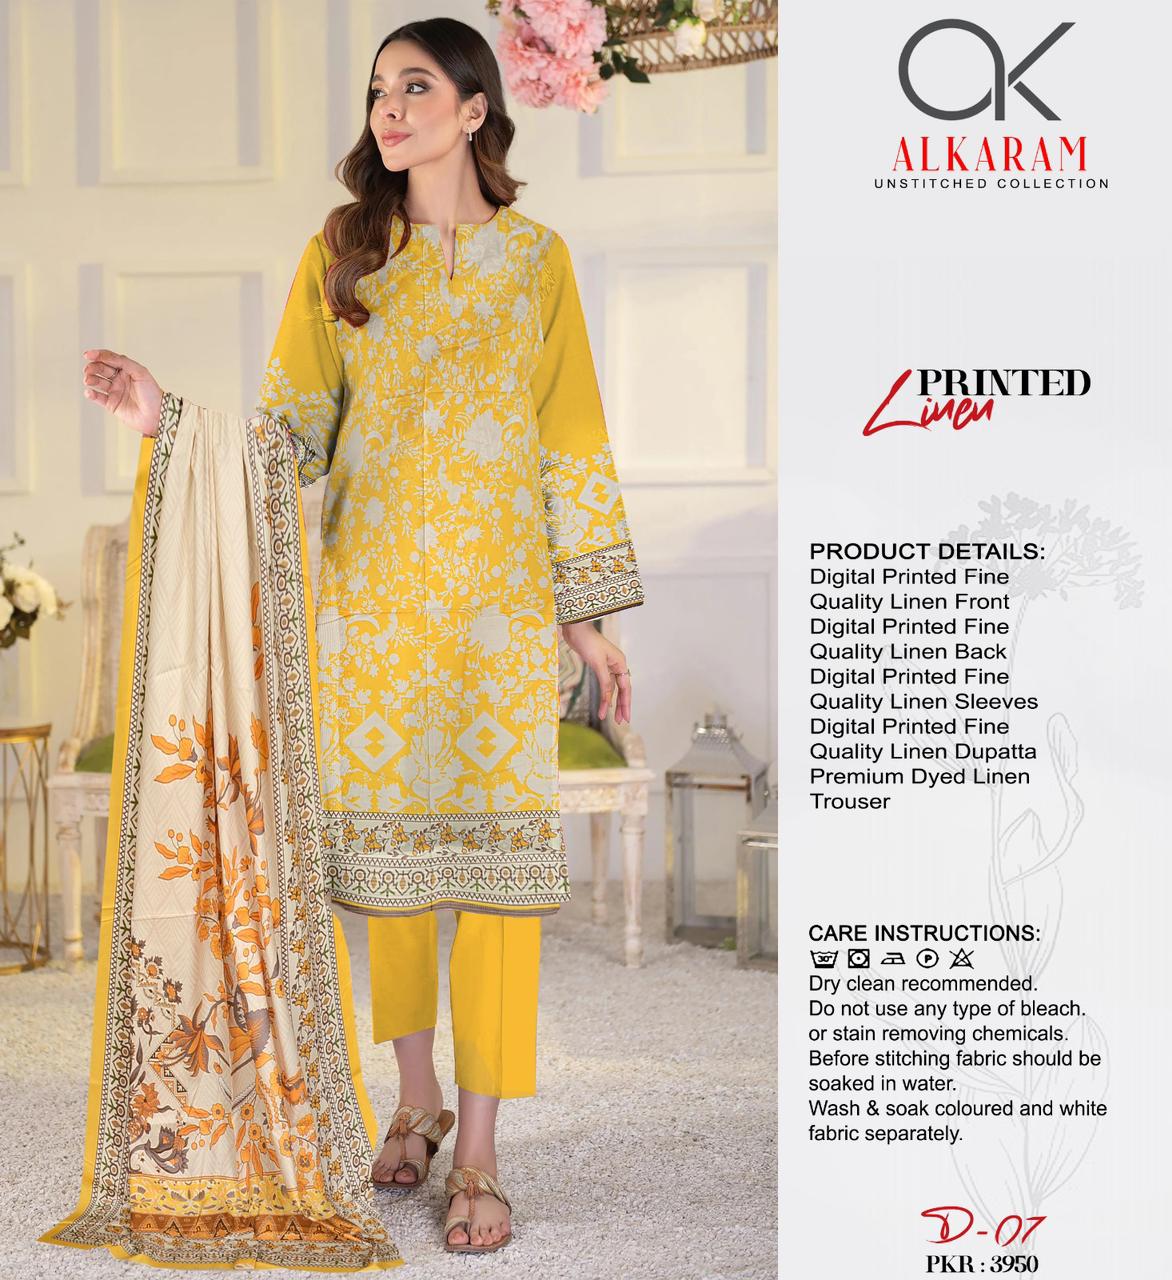 AK
ALKARAM
UNSTITCHED COLLECTION
PRINTED
Linen
PRODUCT DETAILS:
Digital Printed Fine
Quality Linen Front
Digital Printed Fine
Quality Linen Back
Digital Printed Fine
Quality Linen Sleeves
Digital Printed Fine
Quality Linen Dupatta
Premium Dyed Linen
Trouser
CARE INSTRUCTIONS:
30° P
Dry clean recommended.
Do not use any type of bleach.
or stain removing chemicals.
Before stitching fabric should be
soaked in water.
Wash & soak coloured and white
fabric separately.
D-07
PKR : 3950